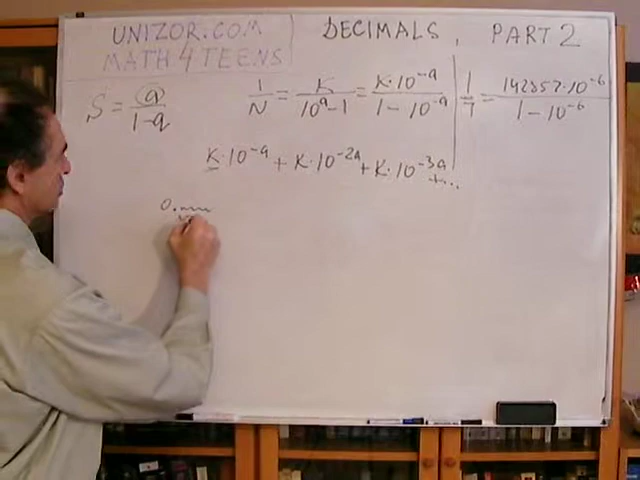 UNIZOR.COM DECIMALS, PART 2
MATH 4 TEENS
S = a/(1-q) 1/N = K/(10^a-1) = K·10^-a/(1-10^-a) 1/7 = 142857·10^-6/(1-10^-6)
K·10^-a + K·10^-2a + K·10^-3a
+...
0.